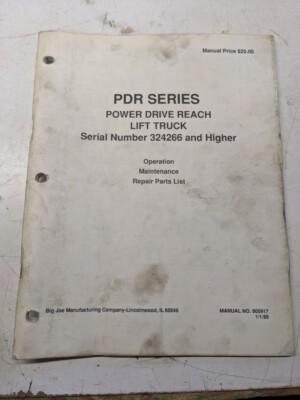 Manual Price $20.00
PDR SERIES
POWER DRIVE REACH
LIFT TRUCK
Serial Number 324266 and Higher
Operation
Maintenance
Repair Parts List
Big Joe Manufacturing Company-Lincolnwood, IL 60646
MANUAL NO. 900917
1/1/89